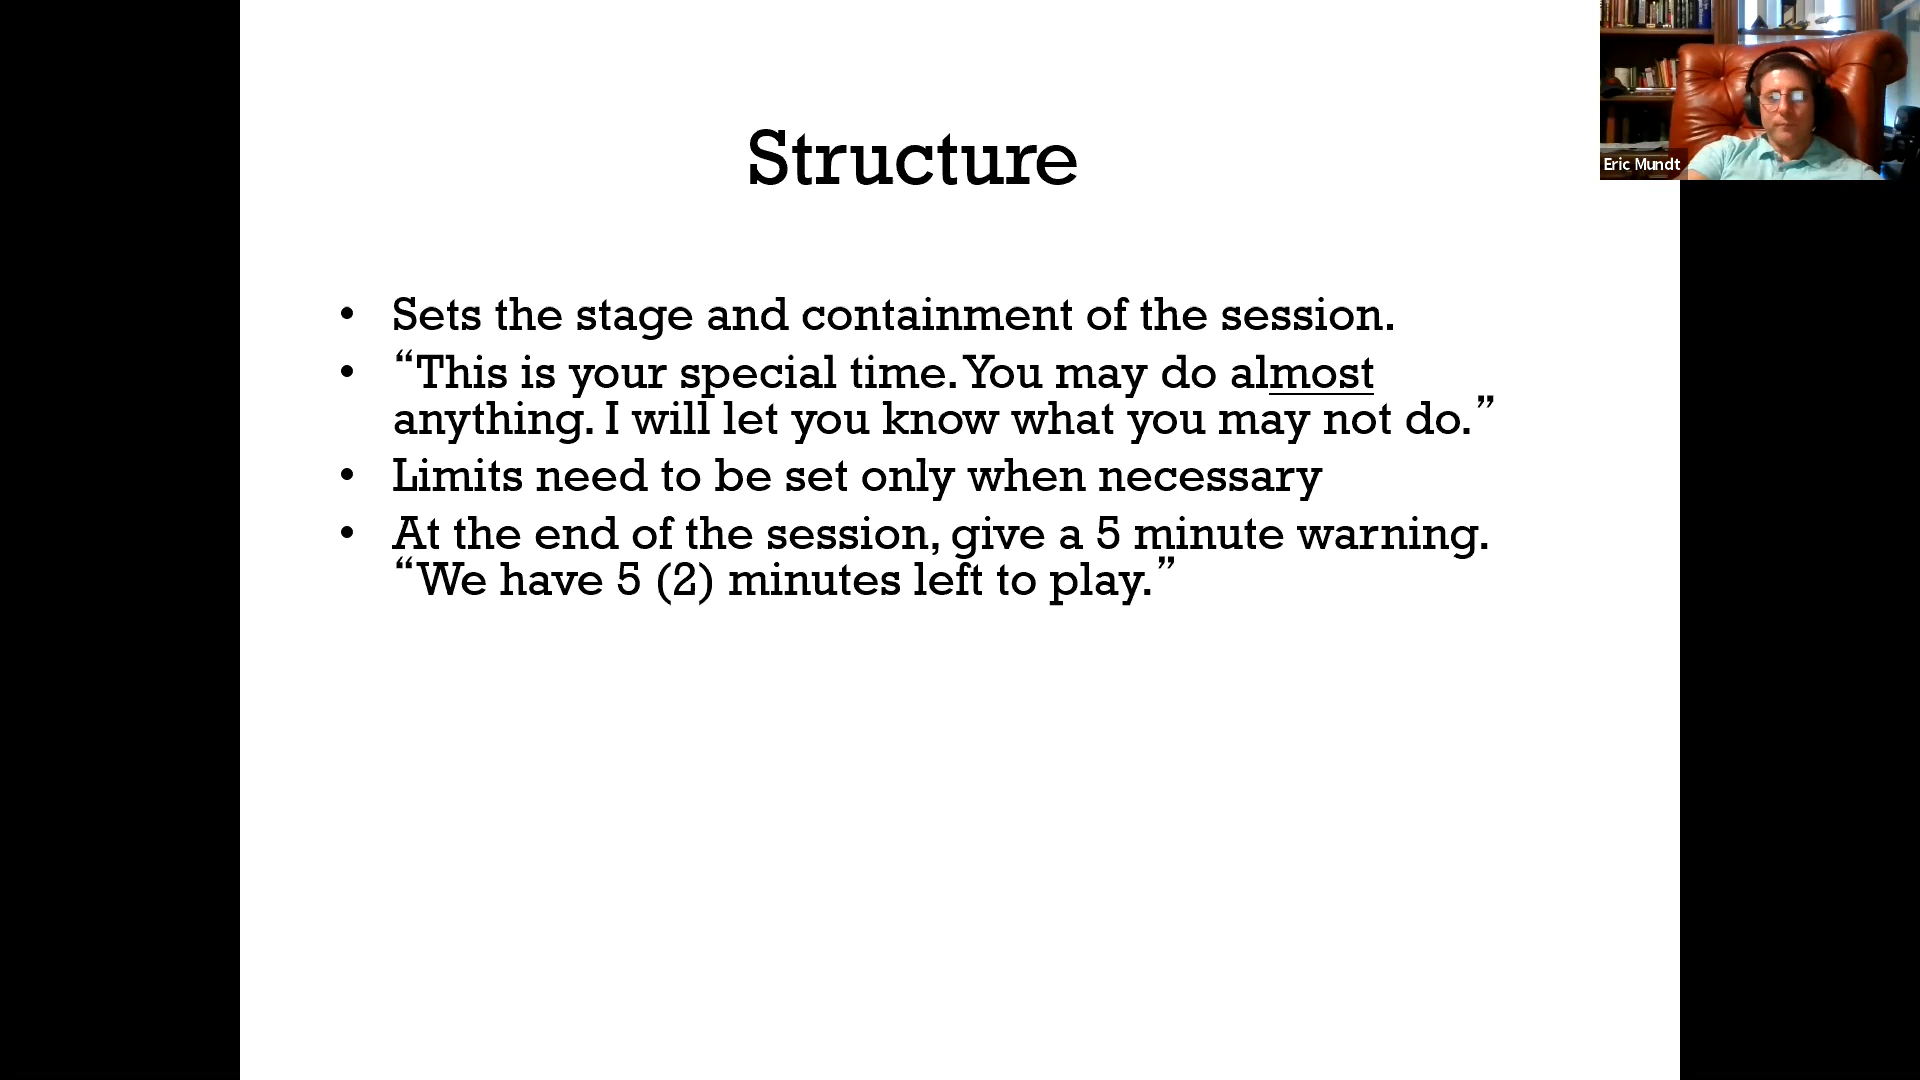 Structure
• Sets the stage and containment of the session.
• “This is your special time. You may do almost
anything. I will let you know what you may not do.”
• Limits need to be set only when necessary
• At the end of the session, give a 5 minute warning.
“We have 5 (2) minutes left to play.”
Eric Mundt